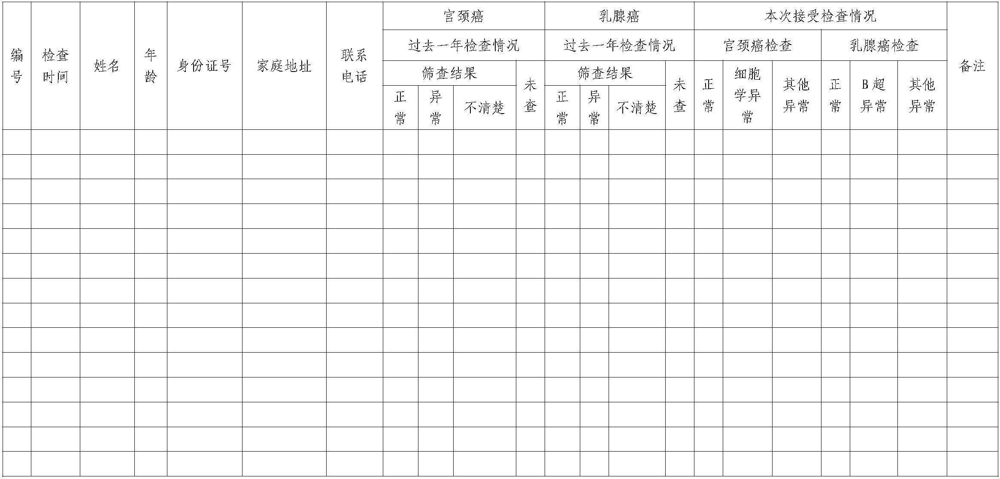 编号
检查时间
姓名
年龄
身份证号
家庭地址
联系电话
宫颈癌
乳腺癌
本次接受检查情况
备注
过去一年检查情况
过去一年检查情况
宫颈癌检查
乳腺癌检查
筛查结果
未查
筛查结果
未查
正常
细胞学异常
其他异常
正常
B超异常
其他异常
正常
异常
不清楚
正常
异常
不清楚